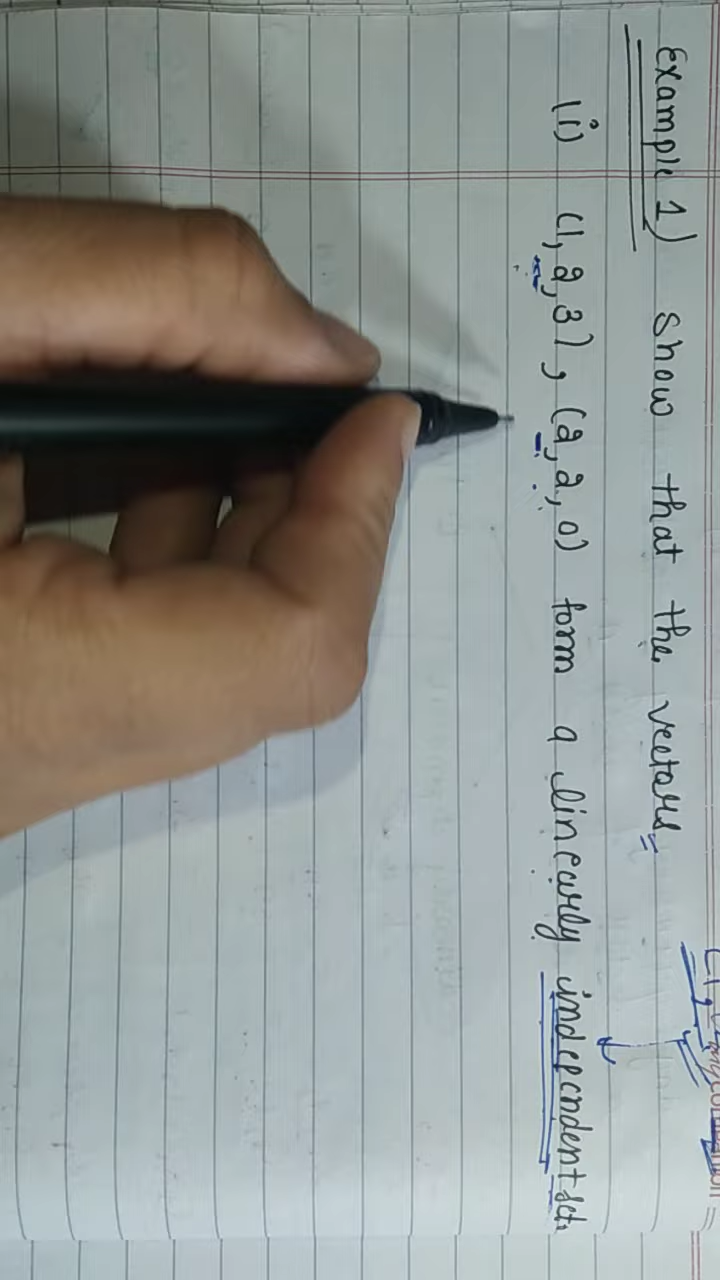 Example 1) Show that the vectors
(i) (1, 2, 3), (2, 2, 0) form a linearly independent set.